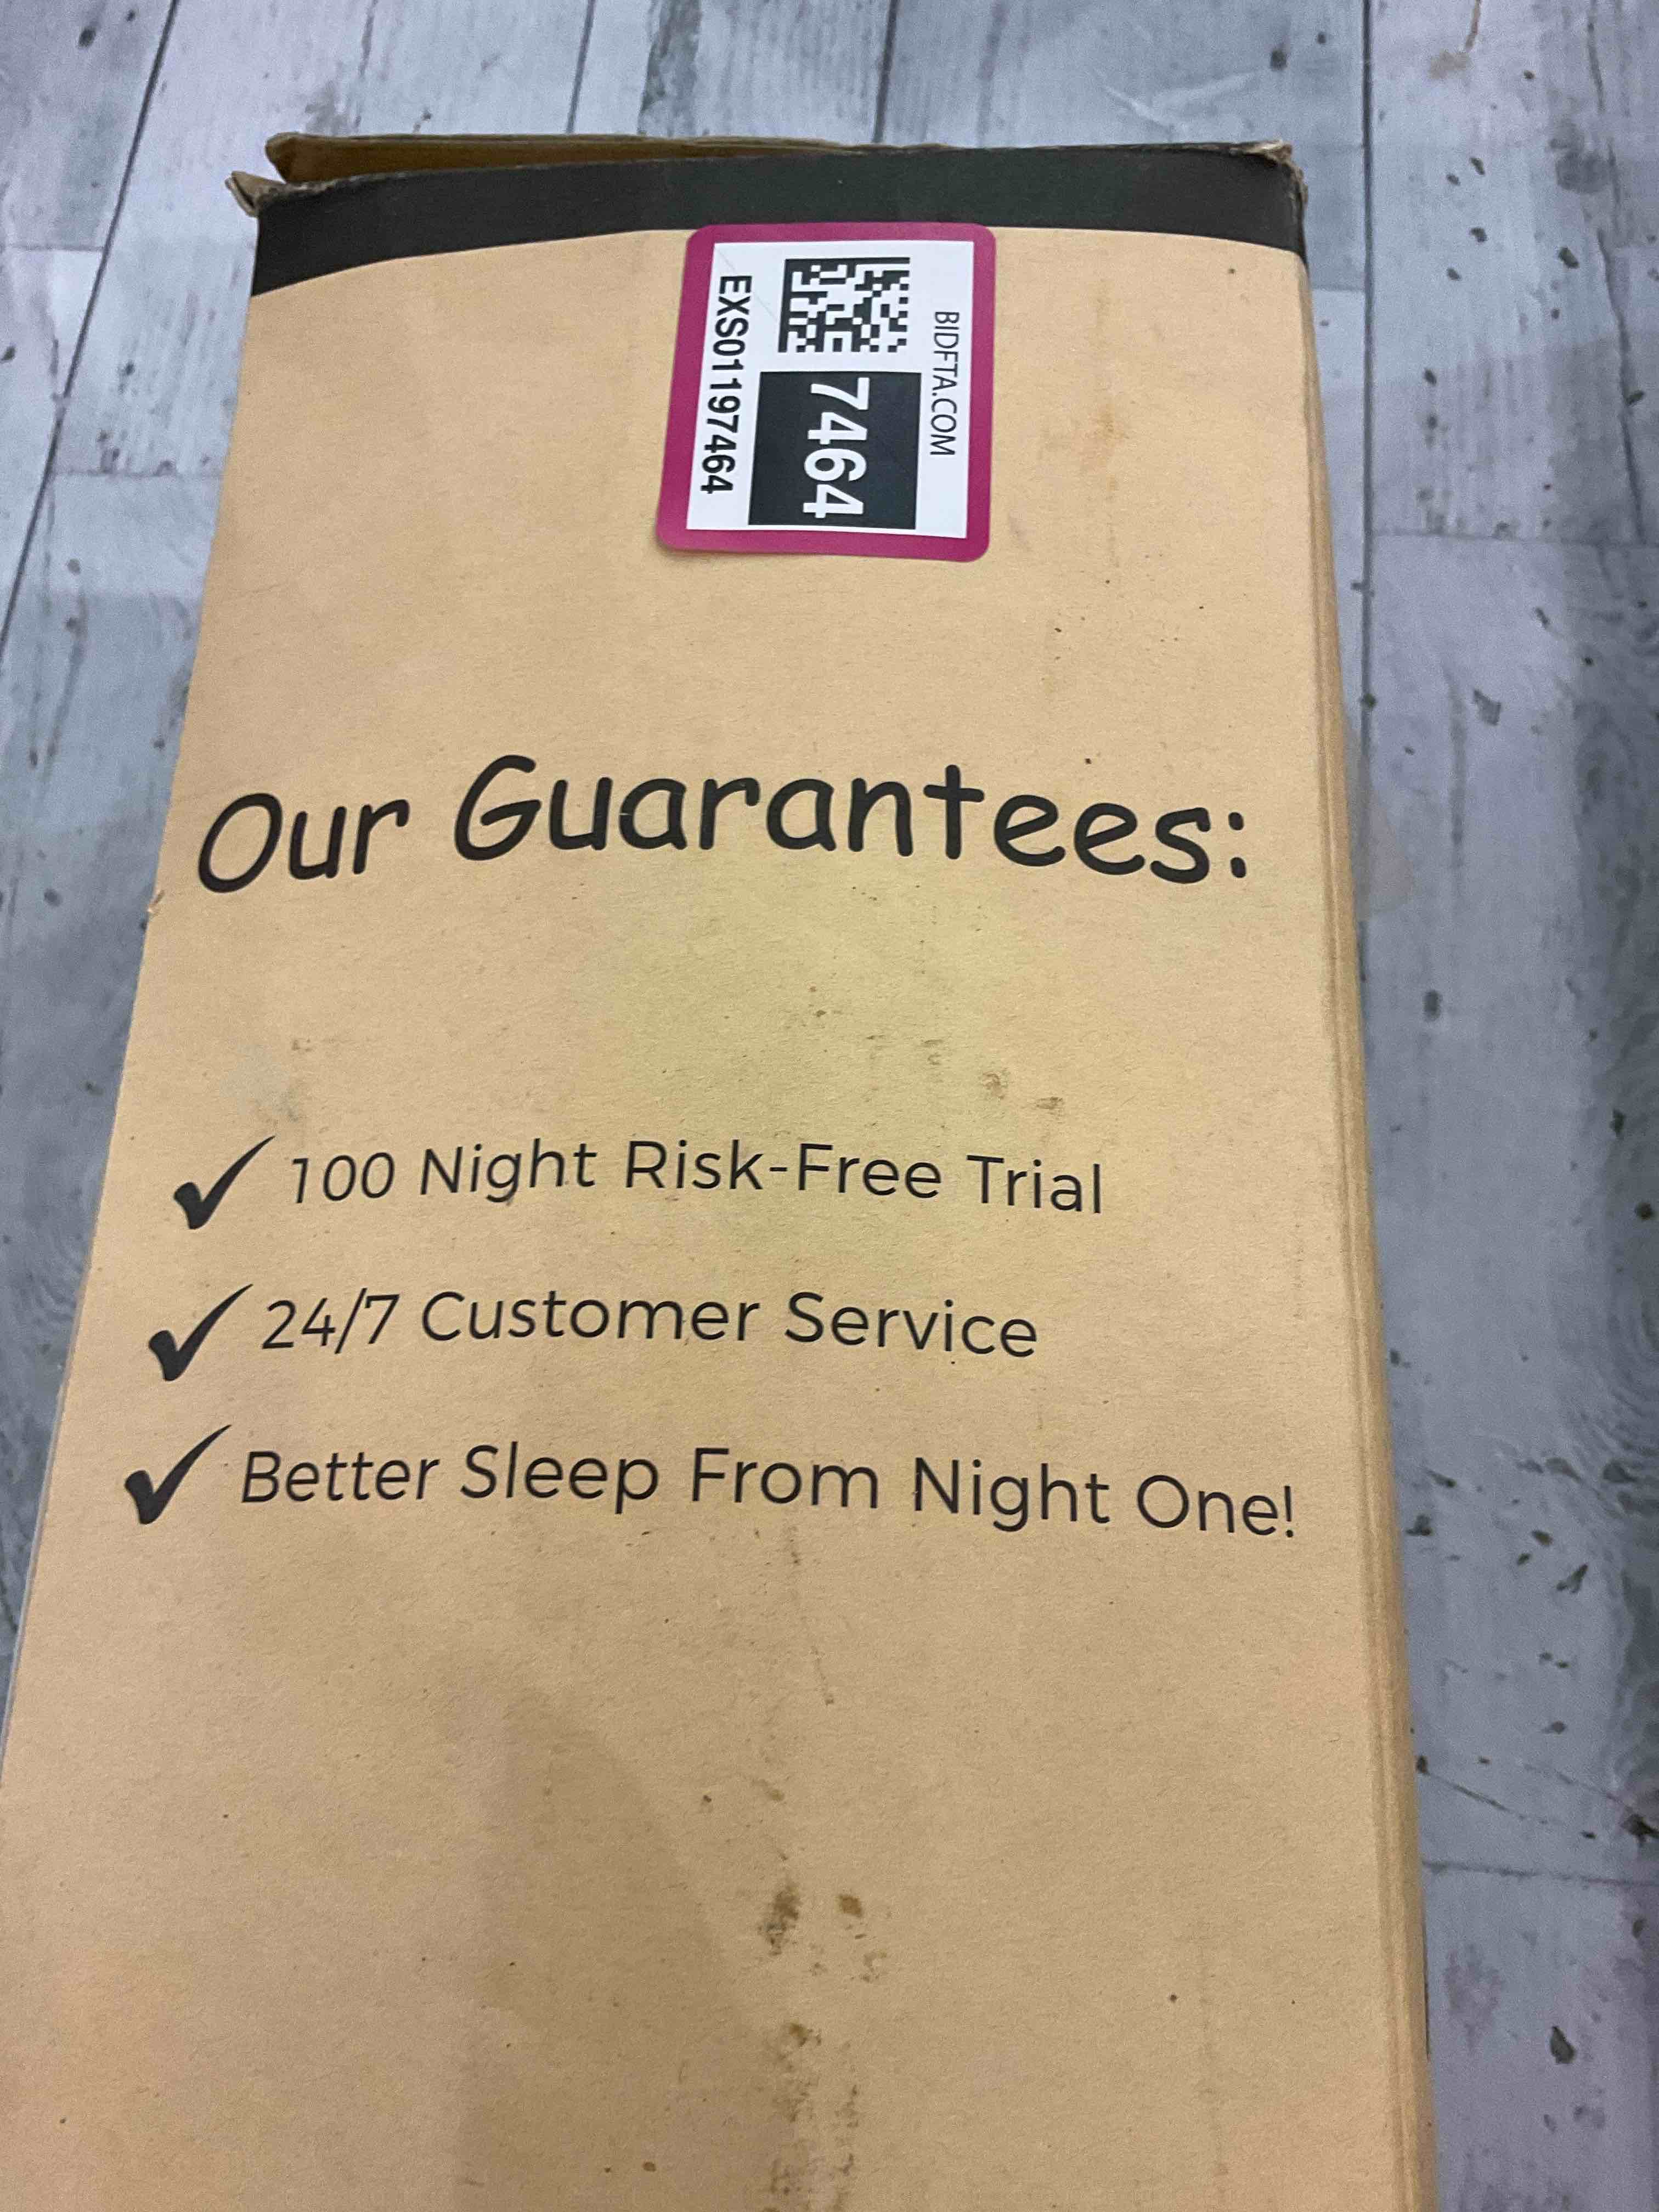 BIDFTA.COM
7464
EXS01197464
Our Guarantees:
✓ 100 Night Risk-Free Trial
✓ 24/7 Customer Service
✓ Better Sleep From Night One!